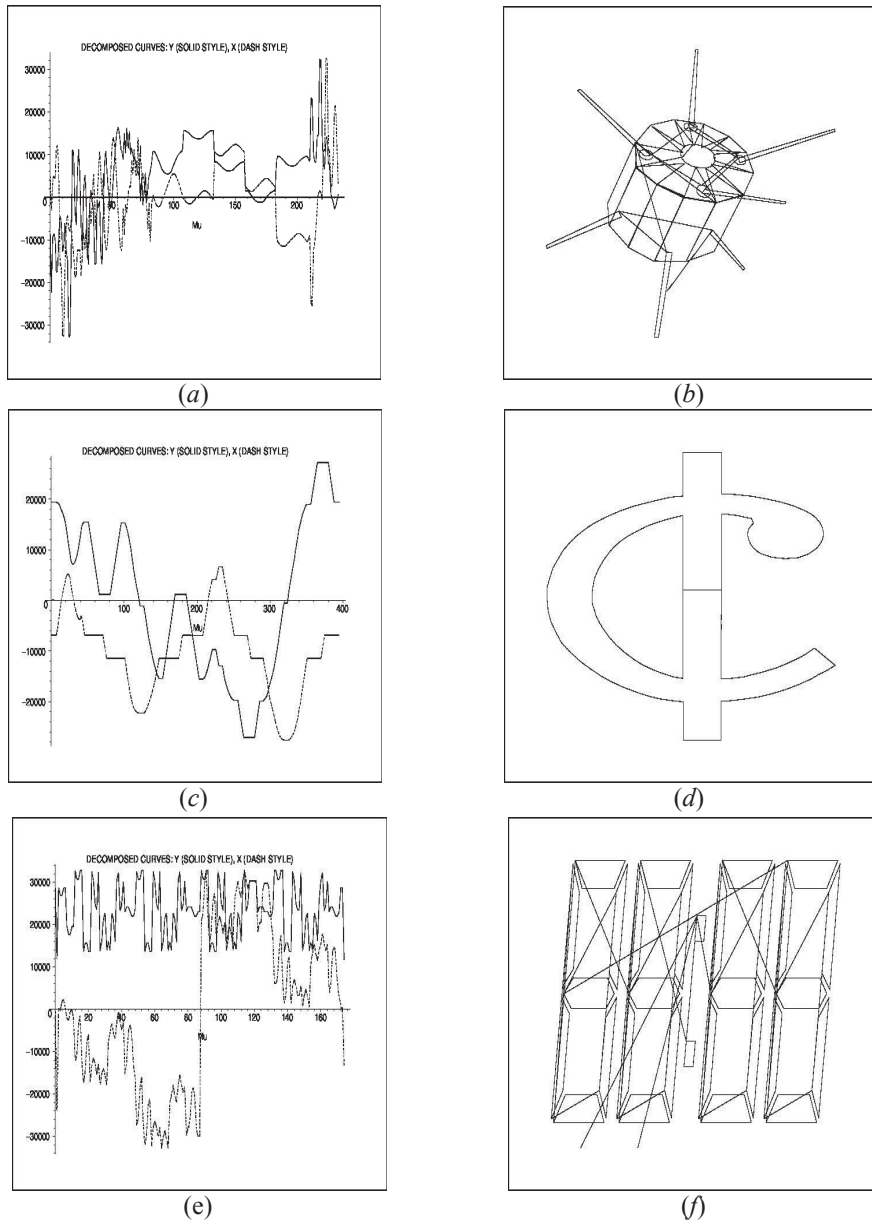 DECOMPOSED CURVES: Y (SOLID STYLE), X (DASH STYLE)
30000
20000
10000
0
50
100
150
200
Mu
-10000
-20000
-30000
(a)
(b)
DECOMPOSED CURVES: Y (SOLID STYLE), X (DASH STYLE)
20000
10000
0
100
200
300
400
Mu
-10000
-20000
(c)
(d)
DECOMPOSED CURVES: Y (SOLID STYLE), X (DASH STYLE)
30000
20000
10000
0
20
40
60
80
100
120
140
160
Mu
-10000
-20000
-30000
(e)
(f)